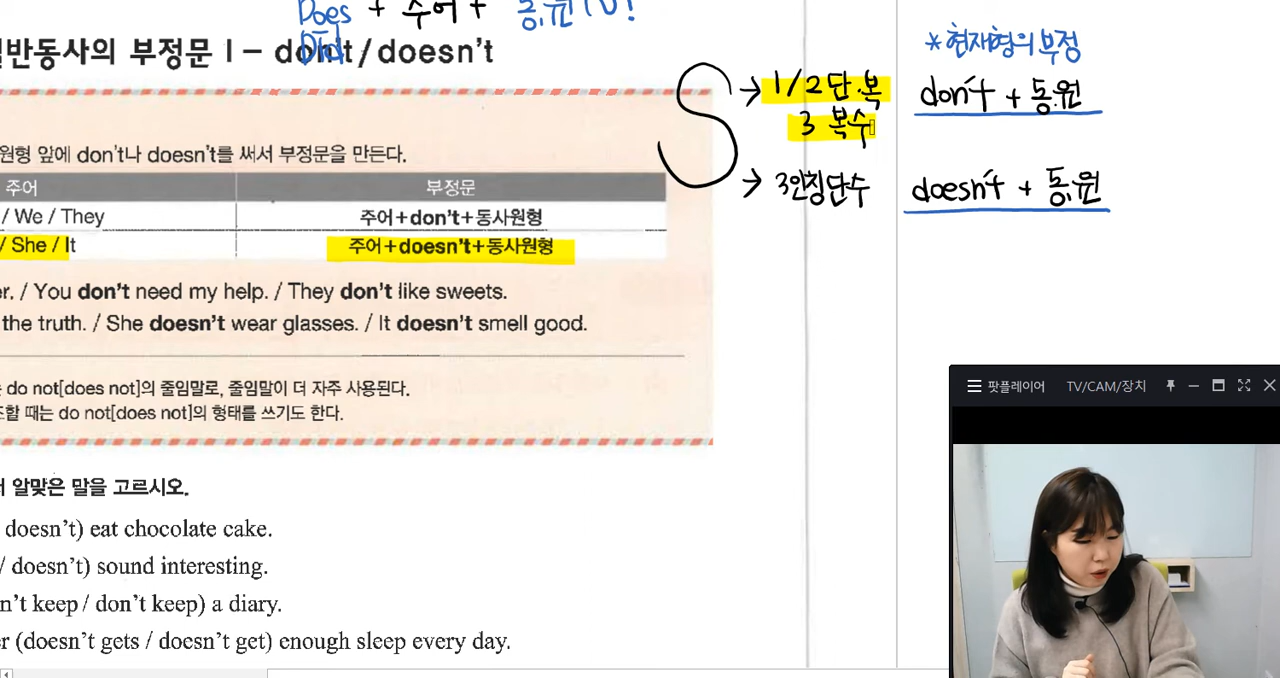 Does + 주어 + 동.원 (V)?
Did
일반동사의 부정문 I – don't / doesn't
*현재형의 부정
S → 1/2 단.복 don't + 동.원
3 복수
→ 3인칭단수 doesn't + 동.원
원형 앞에 don't나 doesn't를 써서 부정문을 만든다.
주어 부정문
/ We / They 주어+don't+동사원형
/ She / It 주어+doesn't+동사원형
er. / You don't need my help. / They don't like sweets.
the truth. / She doesn't wear glasses. / It doesn't smell good.
는 do not[does not]의 줄임말로, 줄임말이 더 자주 사용된다.
조할 때는 do not[does not]의 형태를 쓰기도 한다.
서 알맞은 말을 고르시오.
doesn't) eat chocolate cake.
/ doesn't) sound interesting.
n't keep / don't keep) a diary.
er (doesn't gets / doesn't get) enough sleep every day.
팟플레이어 TV/CAM/장치